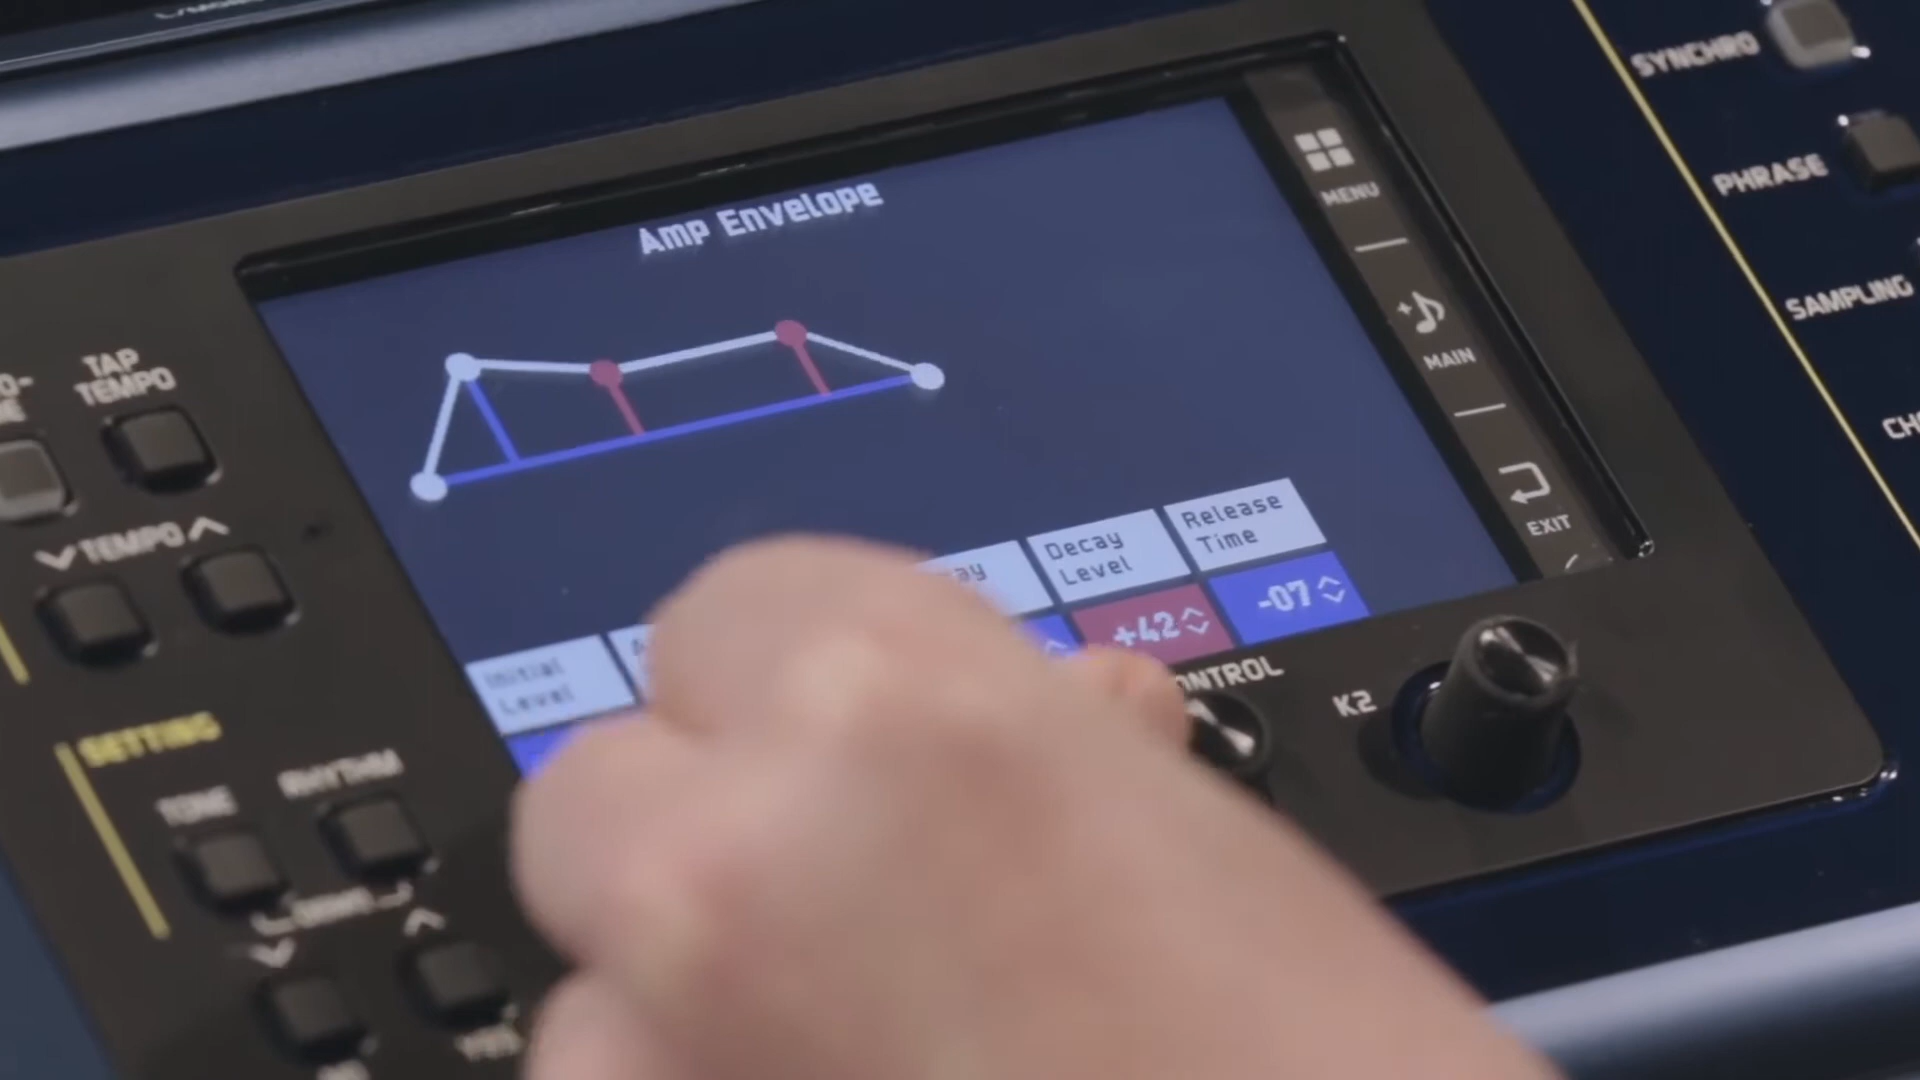 SYNCHRO
MENU
PHRASE
Amp Envelope
SAMPLING
MAIN
TAP
TEMPO
EXIT
TEMPO
Release
Time
Decay
Level
-07
+42
Initial
Level
K2
SETTING
RHYTHM
TONE
YES